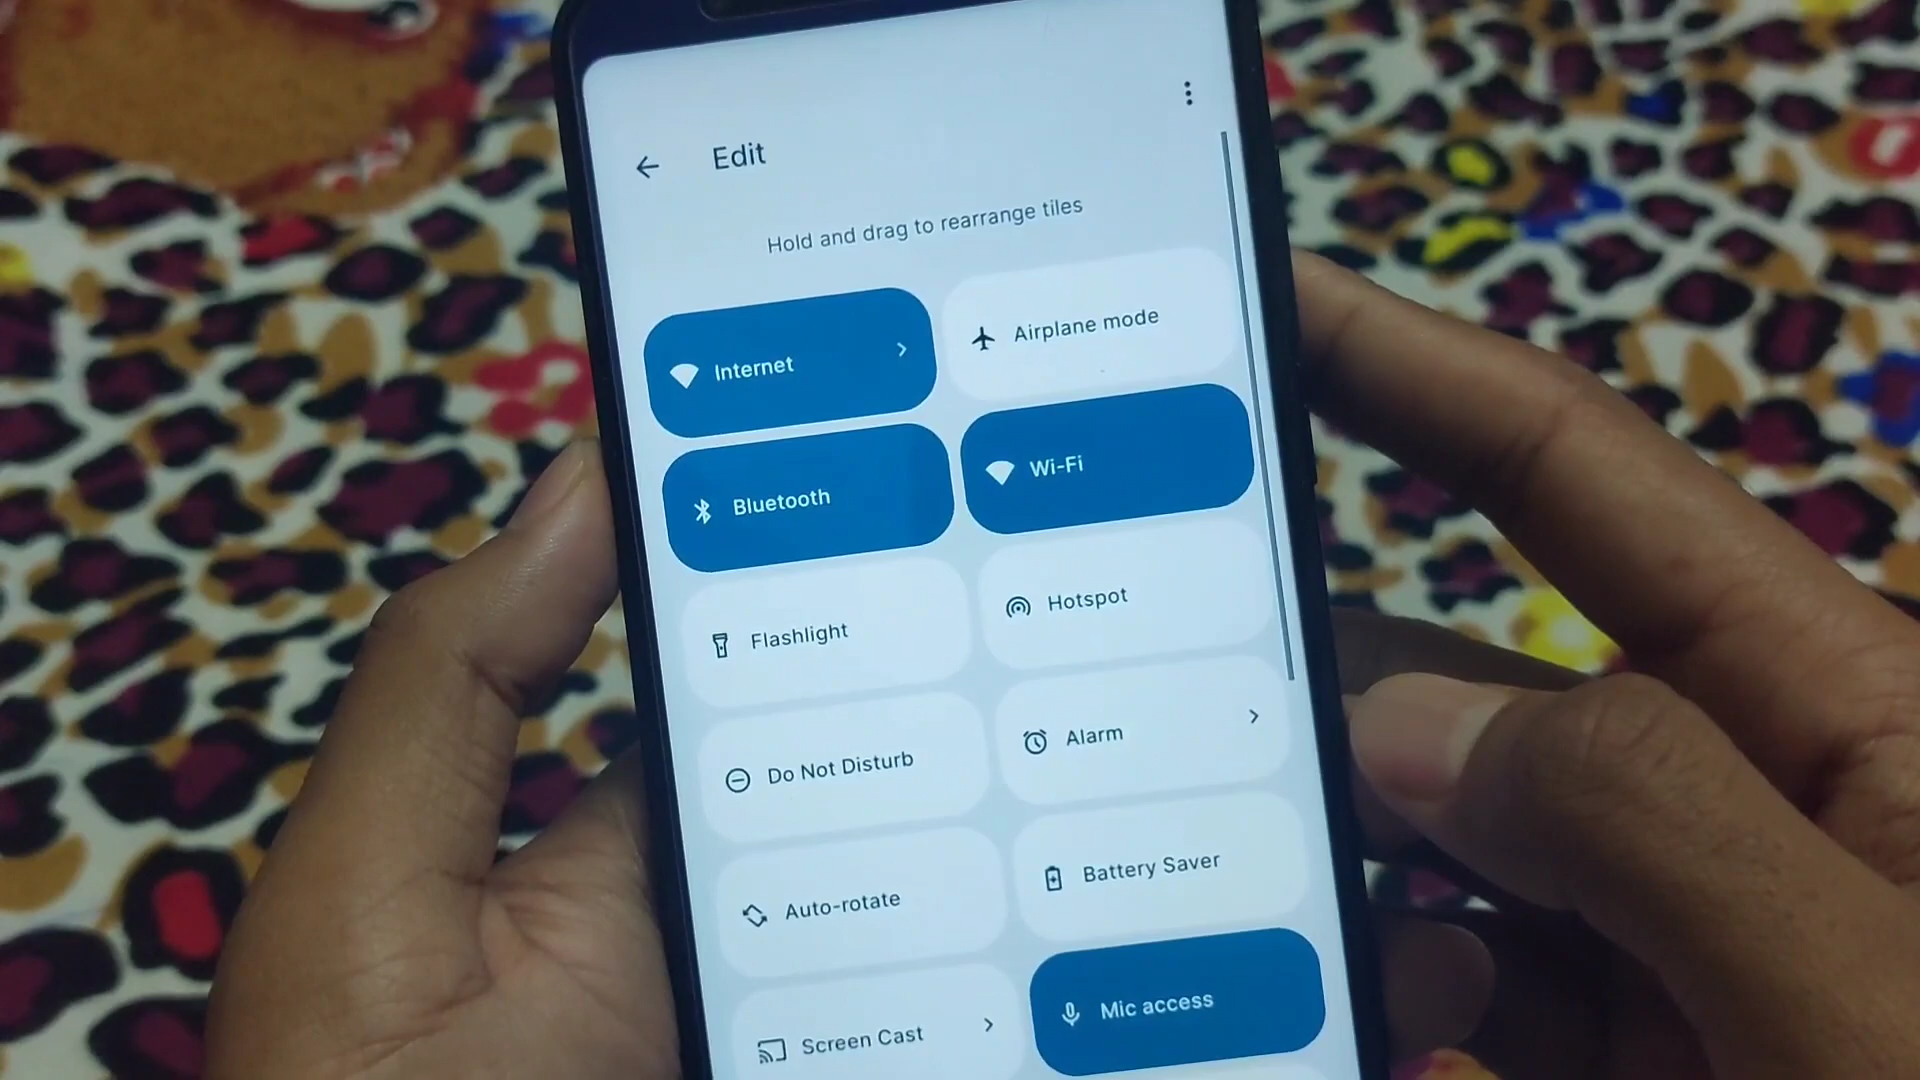 Edit
Hold and drag to rearrange tiles
Internet
Airplane mode
Bluetooth
Wi-Fi
Flashlight
Hotspot
Do Not Disturb
Alarm
Auto-rotate
Battery Saver
Screen Cast
Mic access